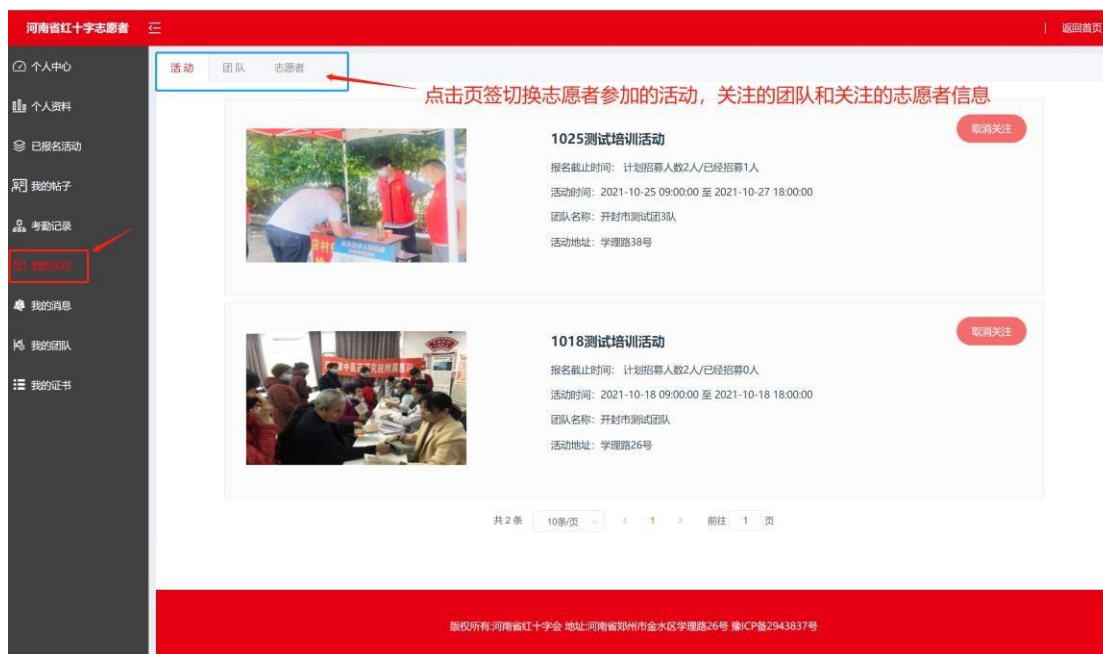 河南省红十字志愿者
返回首页
个人中心
个人资料
已报名活动
我的帖子
考勤记录
我的关注
我的消息
我的团队
我的证书
活动 团队 志愿者
点击页签切换志愿者参加的活动，关注的团队和关注的志愿者信息
1025测试培训活动
取消关注
报名截止时间： 计划招募人数2人/已经招募1人
活动时间：2021-10-25 09:00:00 至 2021-10-27 18:00:00
团队名称：开封市测试团3队
活动地址：学理路38号
1018测试培训活动
取消关注
报名截止时间： 计划招募人数2人/已经招募0人
活动时间：2021-10-18 09:00:00 至 2021-10-18 18:00:00
团队名称：开封市测试团队
活动地址：学理路26号
共 2 条 10条/页 < 1 > 前往 1 页
版权所有:河南省红十字会 地址:河南省郑州市金水区学理路26号 豫ICP备2943837号